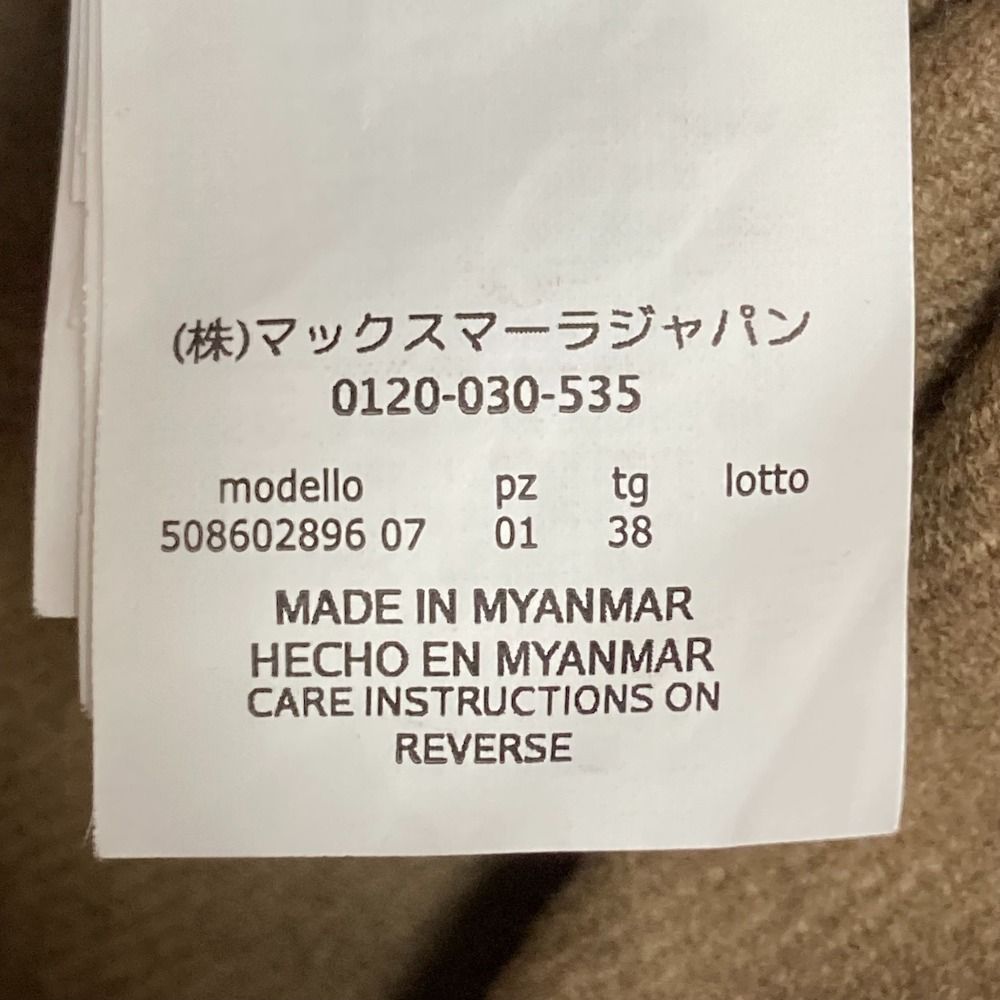 (株)マックスマーラジャパン
0120-030-535
modello pz tg lotto
508602896 07 01 38
MADE IN MYANMAR
HECHO EN MYANMAR
CARE INSTRUCTIONS ON
REVERSE